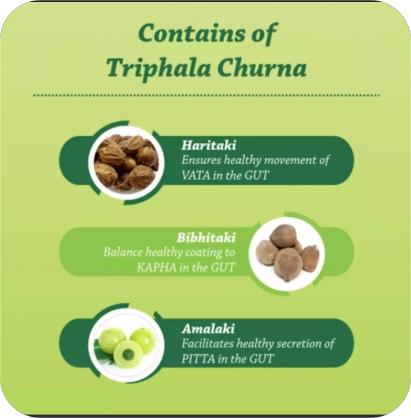 Contains of
Triphala Churna
Haritaki
Ensures healthy movement of
VATA in the GUT
Bibhitaki
Balance healthy coating to
KAPHA in the GUT
Amalaki
Facilitates healthy secretion of
PITTA in the GUT